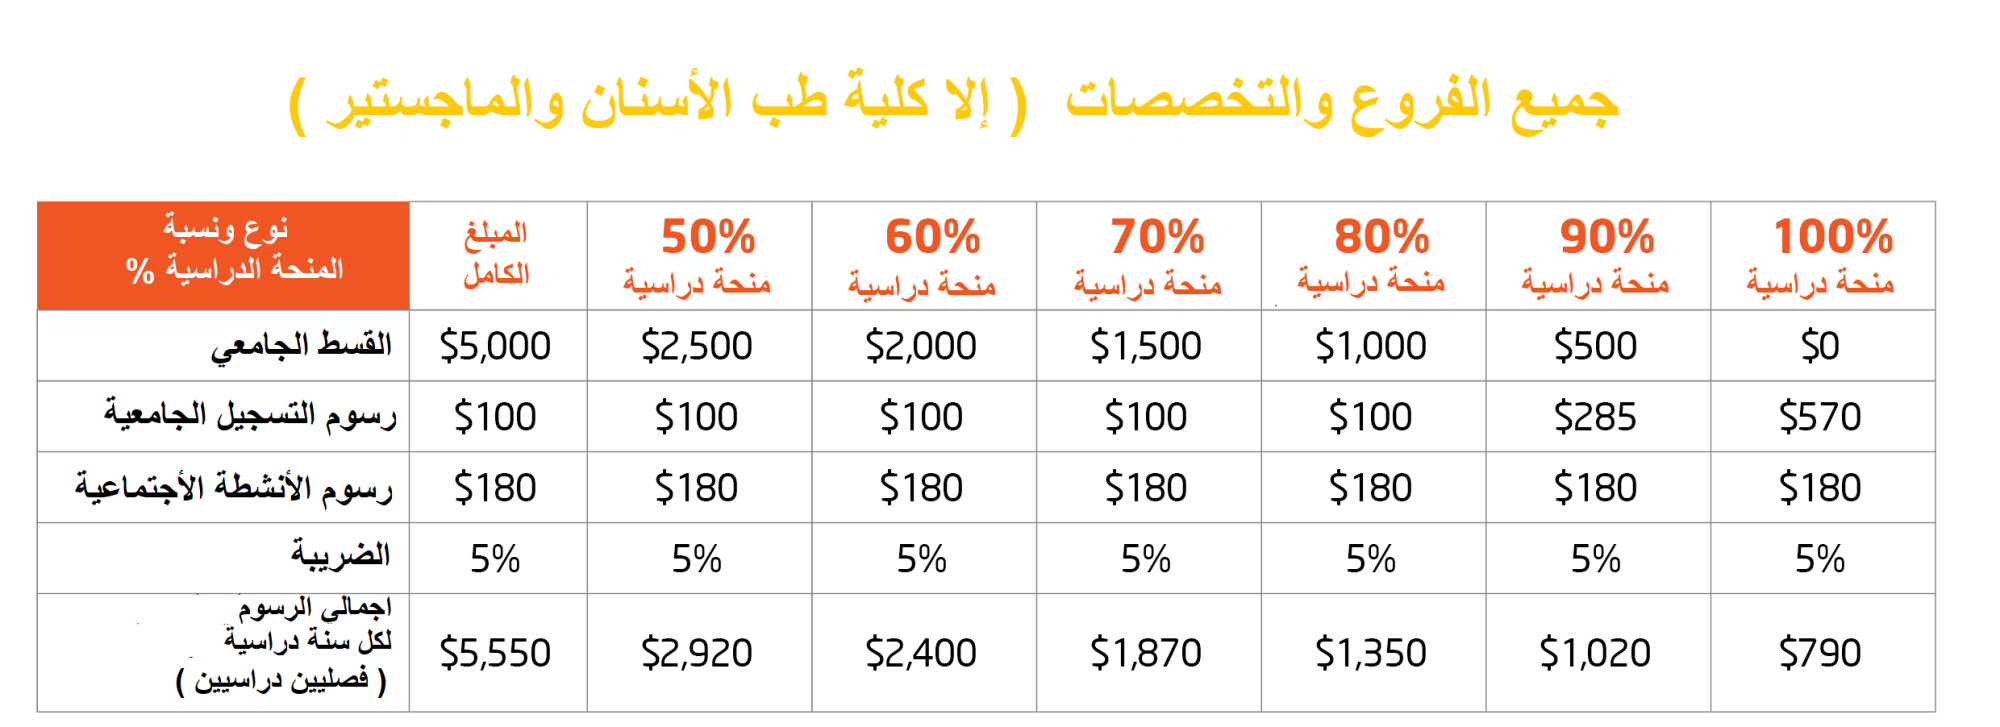 جميع الفروع والتخصصات ( إلا كلية طب الأسنان والماجستير )
نوع ونسبة
المنحة الدراسية %
المبلغ
الكامل
50%
منحة دراسية
60%
منحة دراسية
70%
منحة دراسية
80%
منحة دراسية
90%
منحة دراسية
100%
منحة دراسية
القسط الجامعي $5,000 $2,500 $2,000 $1,500 $1,000 $500 $0
رسوم التسجيل الجامعية $100 $100 $100 $100 $100 $285 $570
رسوم الأنشطة الأجتماعية $180 $180 $180 $180 $180 $180 $180
الضريبة 5% 5% 5% 5% 5% 5% 5%
اجمالي الرسوم
لكل سنة دراسية
( فصليين دراسيين )
$5,550 $2,920 $2,400 $1,870 $1,350 $1,020 $790